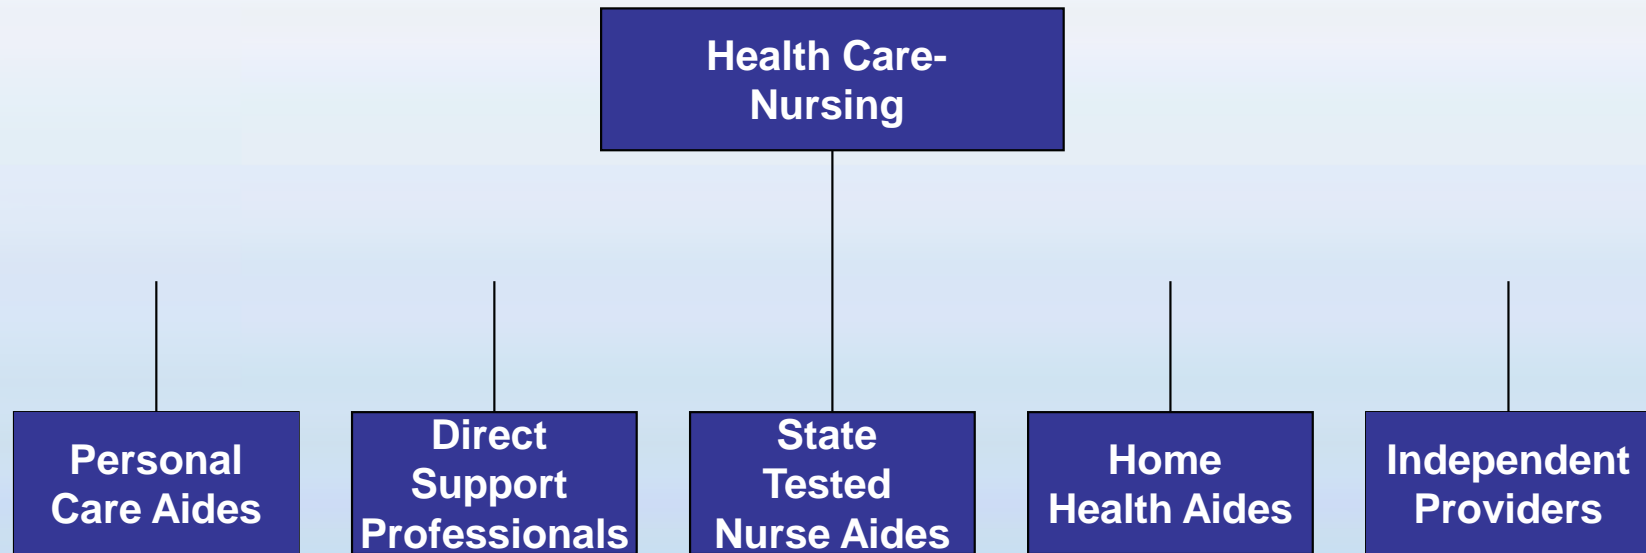 Health Care-
Nursing
Personal
Care Aides
Direct
Support
Professionals
State
Tested
Nurse Aides
Home
Health Aides
Independent
Providers